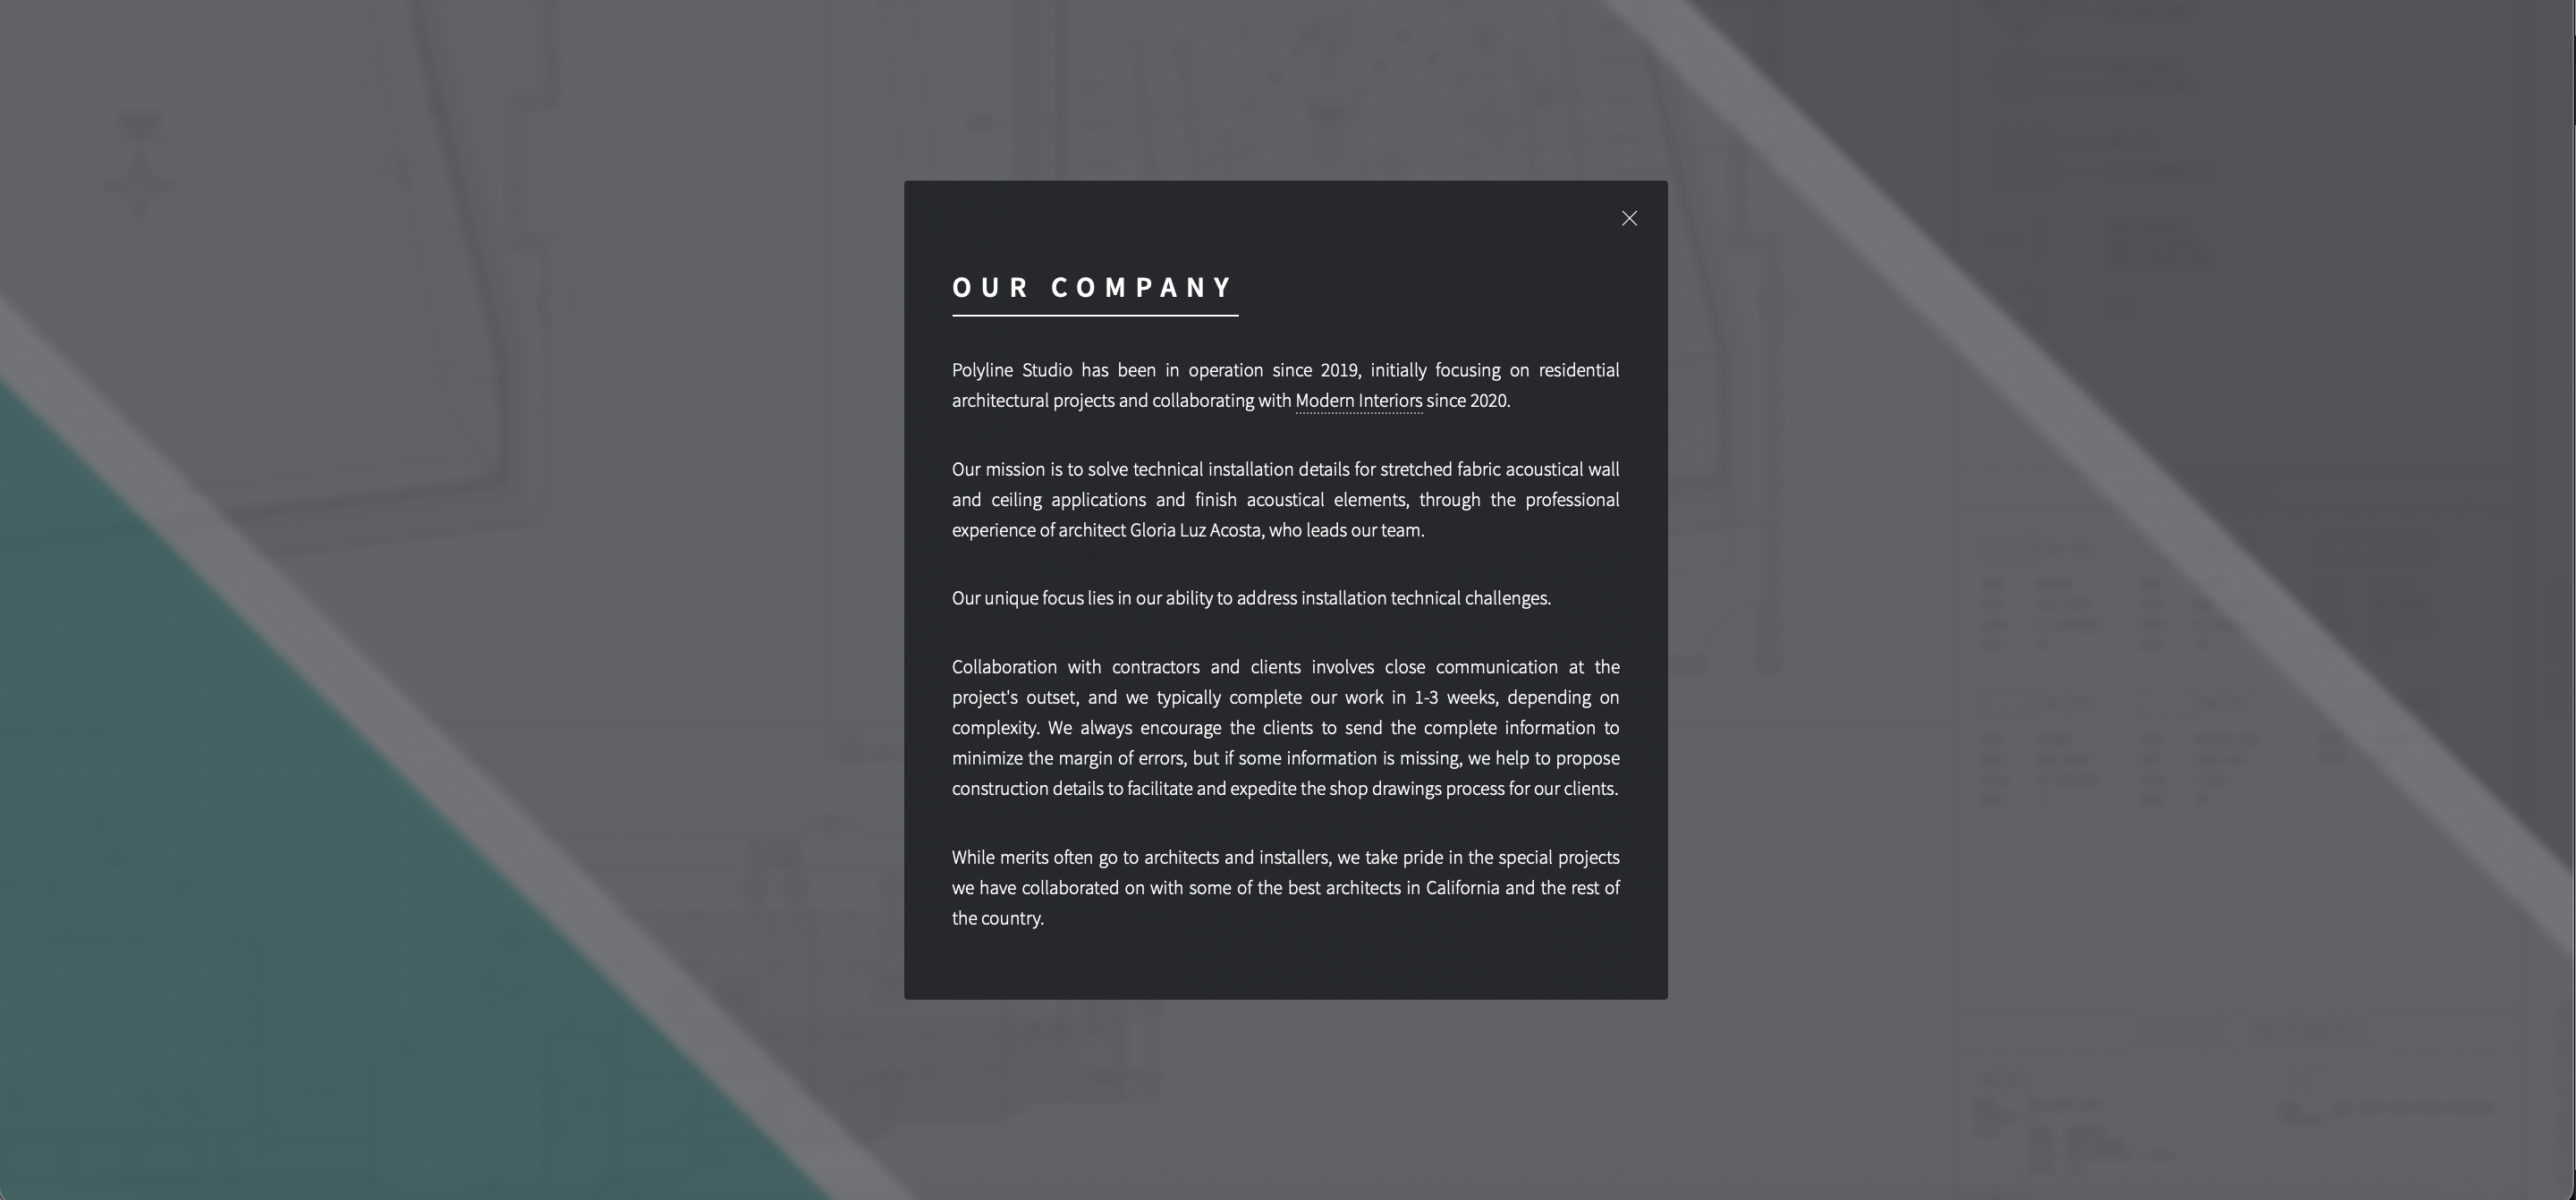 OUR COMPANY
Polyline Studio has been in operation since 2019, initially focusing on residential
architectural projects and collaborating with Modern Interiors since 2020.
Our mission is to solve technical installation details for stretched fabric acoustical wall
and ceiling applications and finish acoustical elements, through the professional
experience of architect Gloria Luz Acosta, who leads our team.
Our unique focus lies in our ability to address installation technical challenges.
Collaboration with contractors and clients involves close communication at the
project's outset, and we typically complete our work in 1-3 weeks, depending on
complexity. We always encourage the clients to send the complete information to
minimize the margin of errors, but if some information is missing, we help to propose
construction details to facilitate and expedite the shop drawings process for our clients.
While merits often go to architects and installers, we take pride in the special projects
we have collaborated on with some of the best architects in California and the rest of
the country.